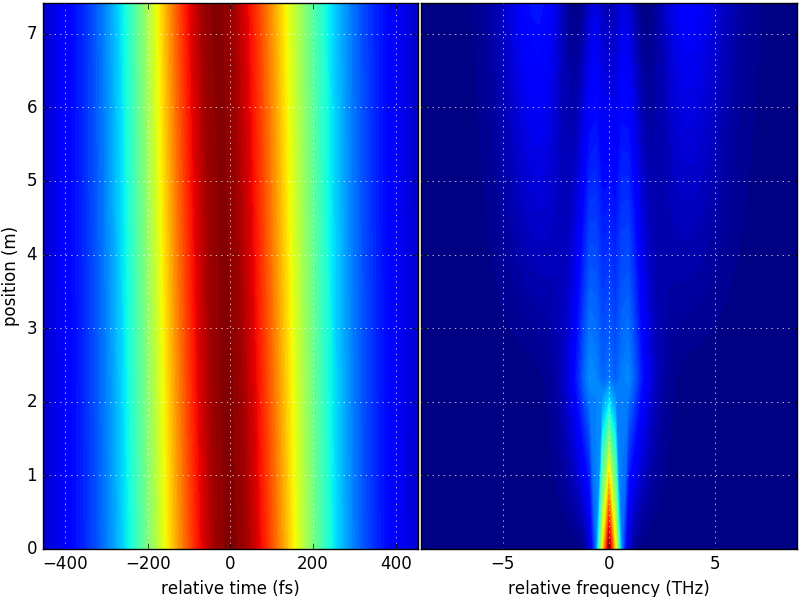 7
6
5
4
3
2
1
0
position (m)
−400 −200 0 200 400
relative time (fs)
−5 0 5
relative frequency (THz)